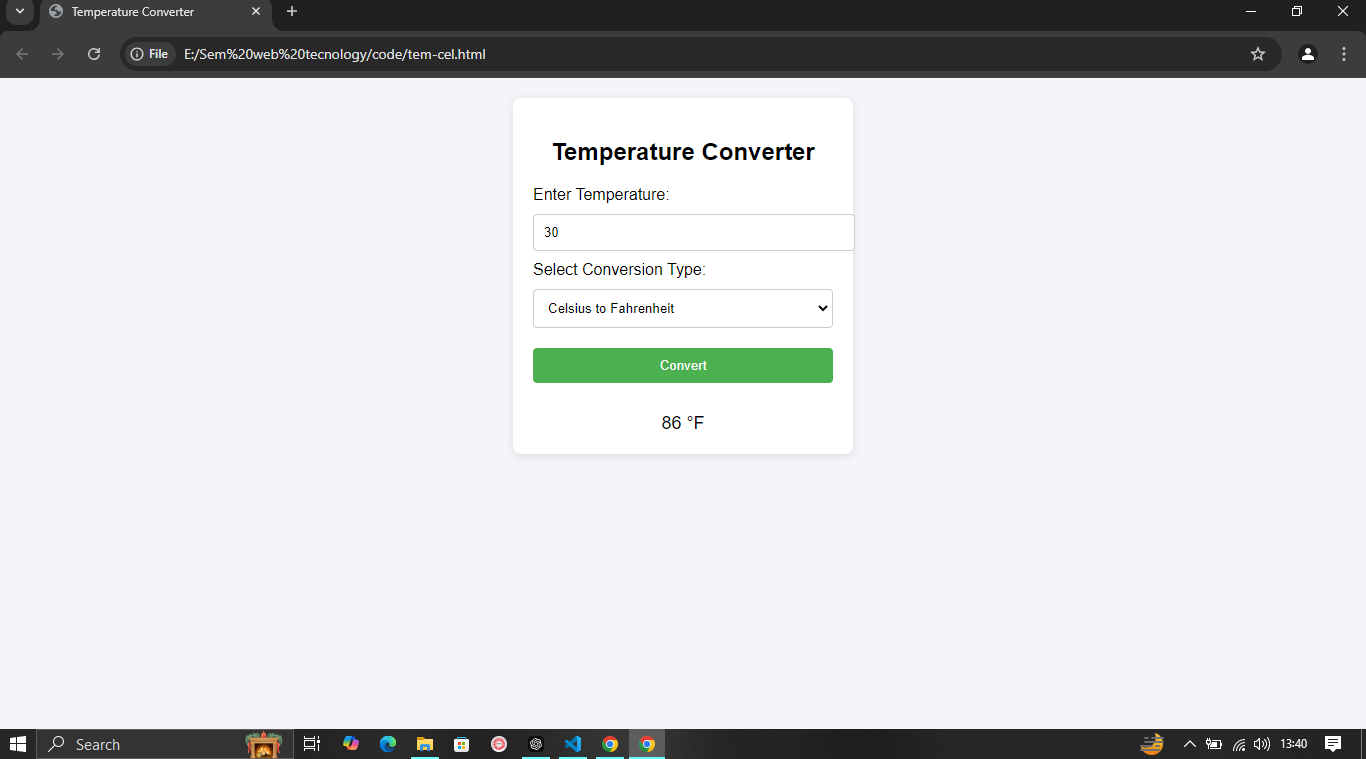 Temperature Converter
File E:/Sem%20web%20tecnology/code/tem-cel.html
Temperature Converter
Enter Temperature:
30
Select Conversion Type:
Celsius to Fahrenheit
Convert
86 °F
Search
13:40